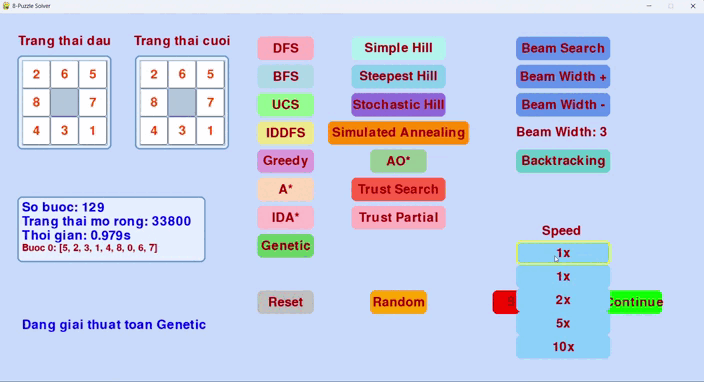 8-Puzzle Solver
Trang thai dau
Trang thai cuoi
2 6 5
8 7
4 3 1
2 6 5
8 7
4 3 1
DFS
BFS
UCS
IDDFS
Greedy
A*
IDA*
Genetic
Simple Hill
Steepest Hill
Stochastic Hill
Simulated Annealing
AO*
Trust Search
Trust Partial
Beam Search
Beam Width +
Beam Width -
Beam Width: 3
Backtracking
So buoc: 129
Trang thai mo rong: 33800
Thoi gian: 0.979s
Buoc 0: [5, 2, 3, 1, 4, 8, 0, 6, 7]
Speed
1x
1x
2x
5x
10x
Reset
Random
Continue
Dang giai thuat toan Genetic